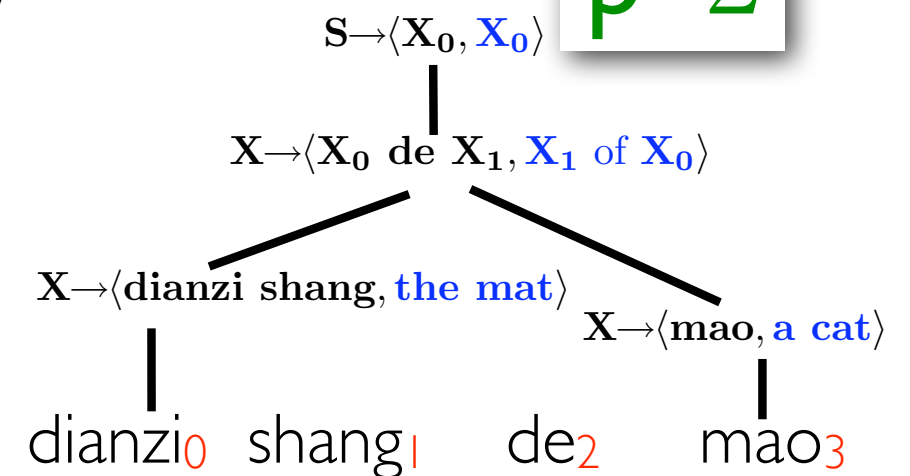 S→⟨X₀, X₀⟩
X→⟨X₀ de X₁, X₁ of X₀⟩
X→⟨dianzi shang, the mat⟩
X→⟨mao, a cat⟩
dianzi₀ shang₁ de₂ mao₃